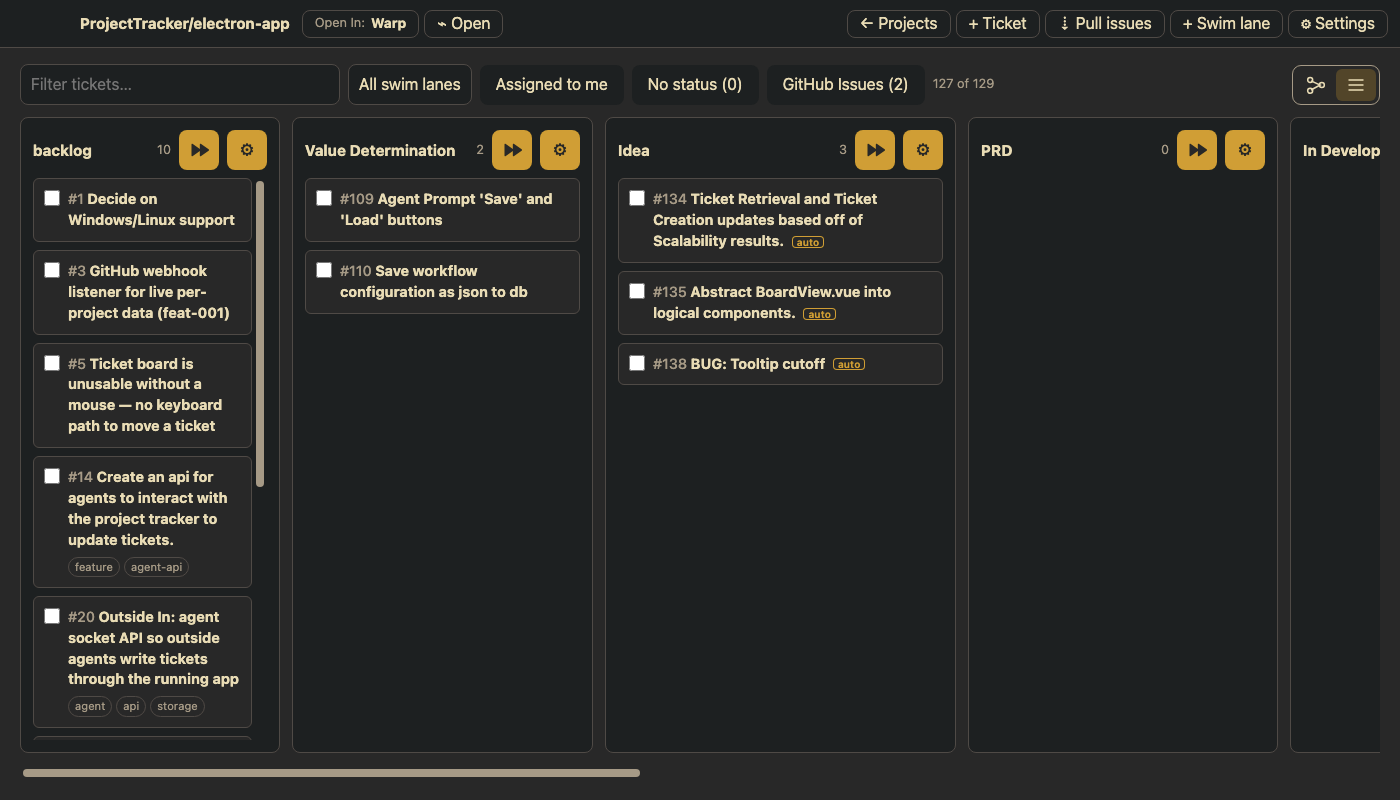 ProjectTracker/electron-app
Open In: Warp
Open
← Projects
+ Ticket
⇣ Pull issues
+ Swim lane
⚙ Settings
Filter tickets...
All swim lanes
Assigned to me
No status (0)
GitHub Issues (2)
127 of 129
backlog
10
#1 Decide on
Windows/Linux support
#3 GitHub webhook
listener for live per-
project data (feat-001)
#5 Ticket board is
unusable without a
mouse — no keyboard
path to move a ticket
#14 Create an api for
agents to interact with
the project tracker to
update tickets.
feature
agent-api
#20 Outside In: agent
socket API so outside
agents write tickets
through the running app
agent
api
storage
Value Determination
2
#109 Agent Prompt 'Save' and
'Load' buttons
#110 Save workflow
configuration as json to db
Idea
3
#134 Ticket Retrieval and Ticket
Creation updates based off of
Scalability results. auto
#135 Abstract BoardView.vue into
logical components. auto
#138 BUG: Tooltip cutoff auto
PRD
0
In Develop